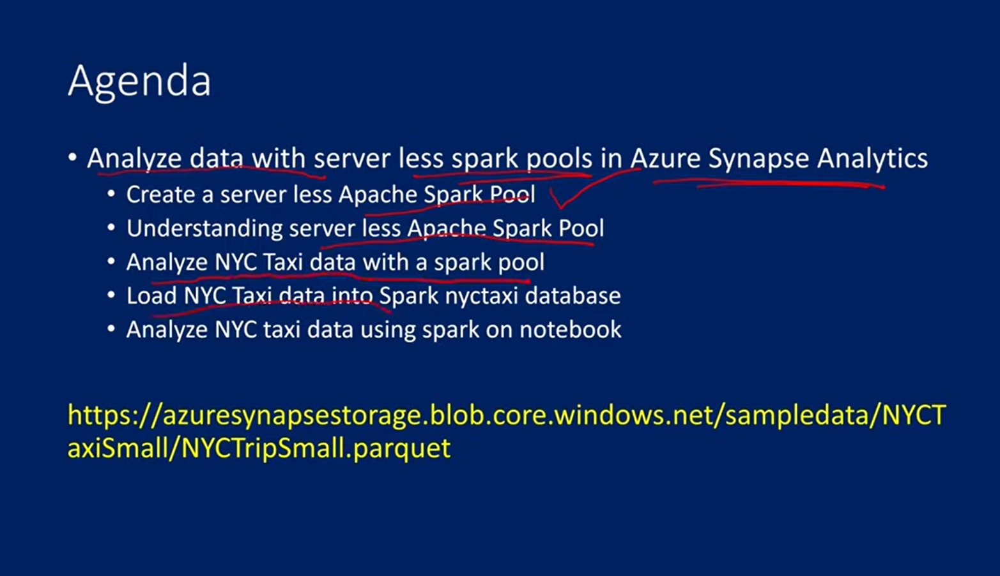 Agenda
• Analyze data with server less spark pools in Azure Synapse Analytics
• Create a server less Apache Spark Pool
• Understanding server less Apache Spark Pool
• Analyze NYC Taxi data with a spark pool
• Load NYC Taxi data into Spark nyctaxi database
• Analyze NYC taxi data using spark on notebook
https://azuresynapsestorage.blob.core.windows.net/sampledata/NYCT
axiSmall/NYCTripSmall.parquet